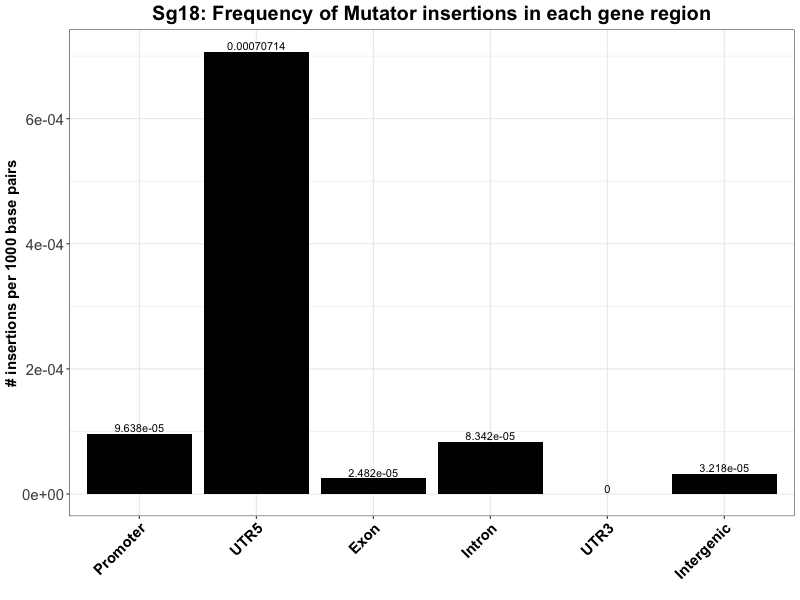 Sg18: Frequency of Mutator insertions in each gene region
# insertions per 1000 base pairs
6e-04
4e-04
2e-04
0e+00
9.638e-05
0.00070714
2.482e-05
8.342e-05
0
3.218e-05
Promoter
UTR5
Exon
Intron
UTR3
Intergenic